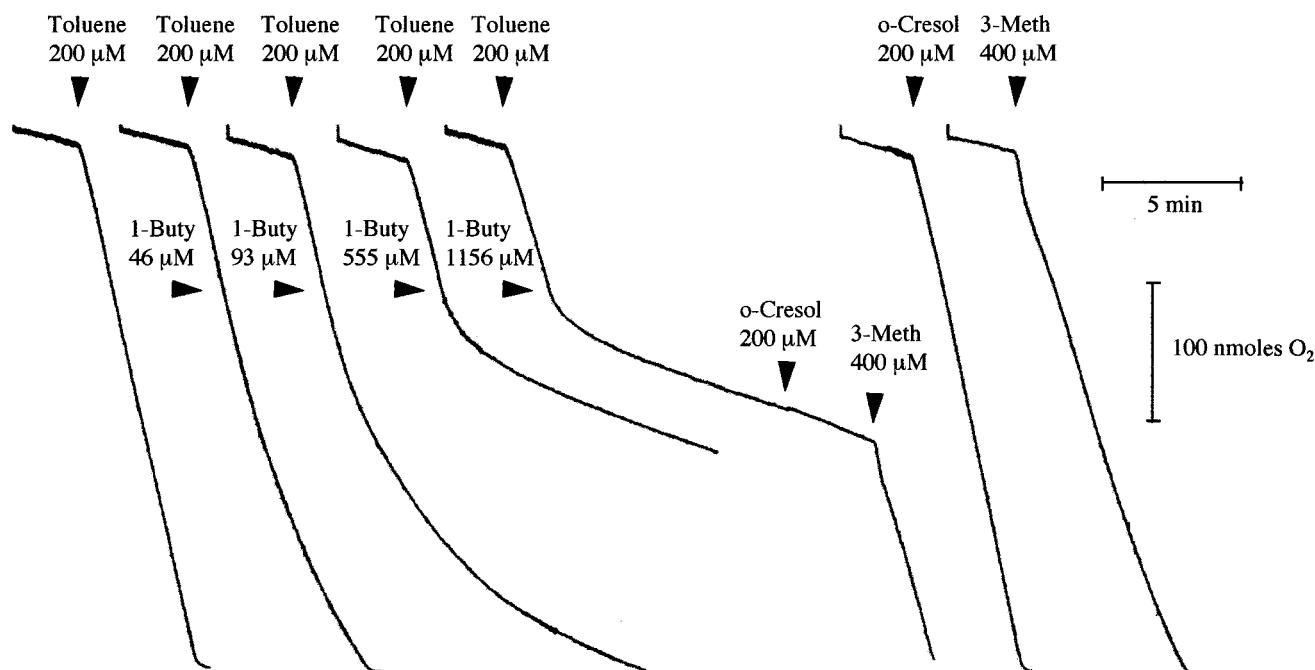 Toluene
200 µM
Toluene
200 µM
Toluene
200 µM
Toluene
200 µM
Toluene
200 µM
o-Cresol
200 µM
3-Meth
400 µM
1-Buty
46 µM
1-Buty
93 µM
1-Buty
555 µM
1-Buty
1156 µM
5 min
o-Cresol
200 µM
3-Meth
400 µM
100 nmoles O₂